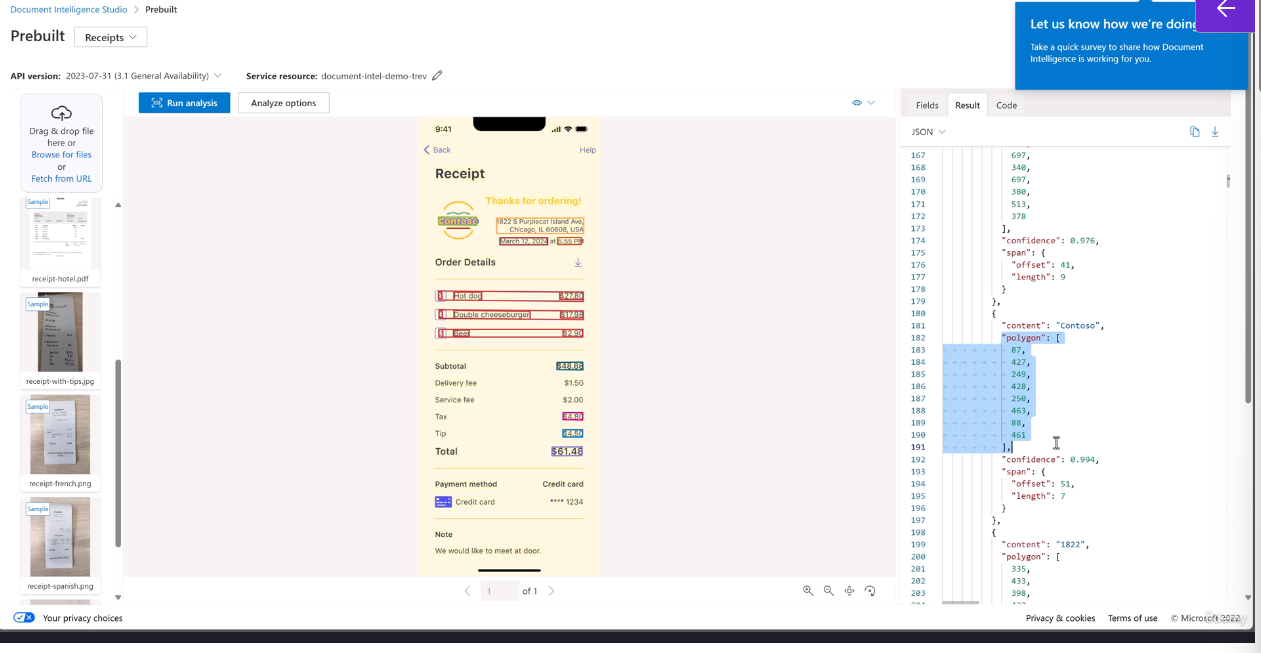 Document Intelligence Studio > Prebuilt
Prebuilt Receipts
Let us know how we're doing
Take a quick survey to share how Document
Intelligence is working for you.
API version: 2023-07-31 (3.1 General Availability) Service resource: document-intel-demo-trev
Drag & drop file
here or
Browse for files
or
Fetch from URL
Sample
receipt-hotel.pdf
Sample
receipt-with-tips.jpg
Sample
receipt-french.png
Sample
receipt-spanish.png
Run analysis Analyze options
9:41
Back Help
Receipt
Thanks for ordering!
Contoso
1822 S Purplecat Island Ave,
Chicago, IL 60608, USA
March 12, 2024 at 5:55 PM
Order Details
Hot dog $27.80
Double cheeseburger $17.98
Beer $2.90
Subtotal $48.68
Delivery fee $1.50
Service fee $2.00
Tax $4.80
Tip $4.50
Total $61.48
Payment method Credit card
Credit card **** 1234
Note
We would like to meet at door.
1 of 1
Fields Result Code
JSON
167 697,
168 340,
169 697,
170 380,
171 513,
172 378
173 ],
174 "confidence": 0.976,
175 "span": {
176 "offset": 41,
177 "length": 9
178 }
179 },
180 {
181 "content": "Contoso",
182 "polygon": [
183 87,
184 427,
185 249,
186 428,
187 250,
188 463,
189 88,
190 461
191 ],
192 "confidence": 0.994,
193 "span": {
194 "offset": 51,
195 "length": 7
196 }
197 },
198 {
199 "content": "1822",
200 "polygon": [
201 335,
202 433,
203 398,
Your privacy choices
Privacy & cookies Terms of use © Microsoft 2022